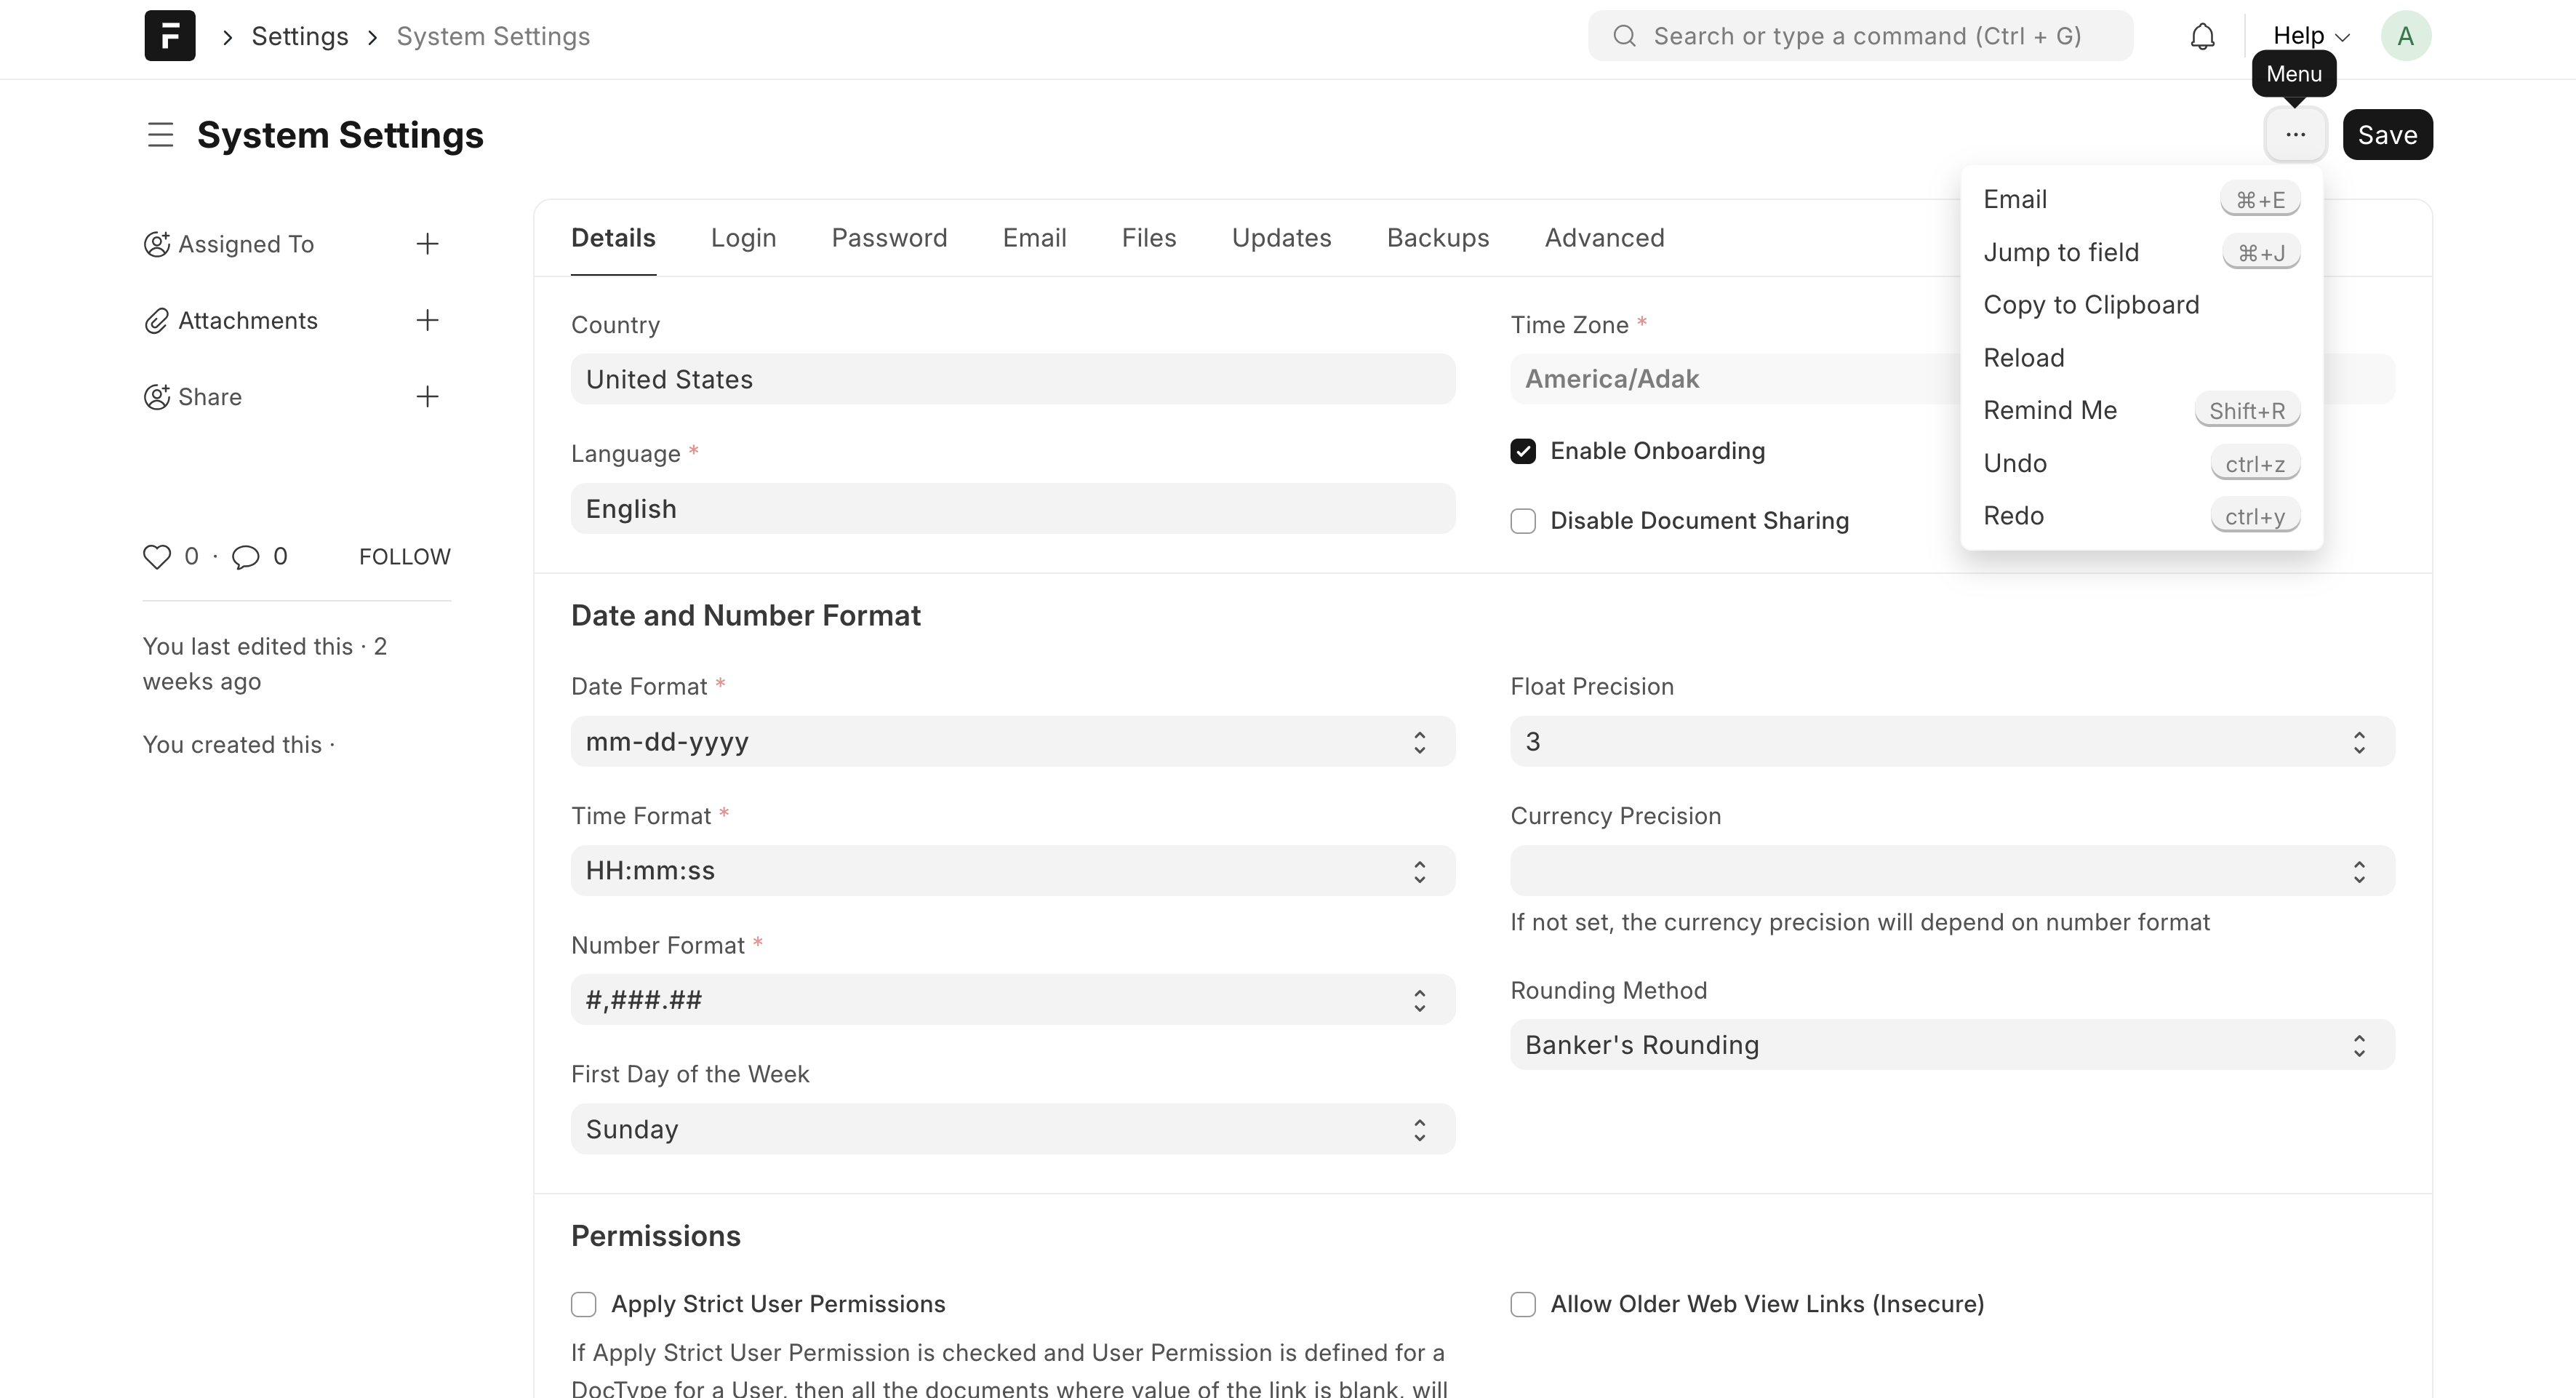 F
Settings
System Settings
Search or type a command (Ctrl + G)
Help
A
Menu
System Settings
...
Save
Email ⌘+E
Jump to field ⌘+J
Copy to Clipboard
Reload
Remind Me Shift+R
Undo ctrl+z
Redo ctrl+y
Assigned To
Attachments
Share
0 · 0 FOLLOW
You last edited this · 2
weeks ago
You created this ·
Details Login Password Email Files Updates Backups Advanced
Country
United States
Language *
English
Time Zone *
America/Adak
Enable Onboarding
Disable Document Sharing
Date and Number Format
Date Format *
mm-dd-yyyy
Time Format *
HH:mm:ss
Number Format *
#,###.##
First Day of the Week
Sunday
Float Precision
3
Currency Precision
If not set, the currency precision will depend on number format
Rounding Method
Banker's Rounding
Permissions
Apply Strict User Permissions
If Apply Strict User Permission is checked and User Permission is defined for a
DocType for a User, then all the documents where value of the link is blank, will
Allow Older Web View Links (Insecure)